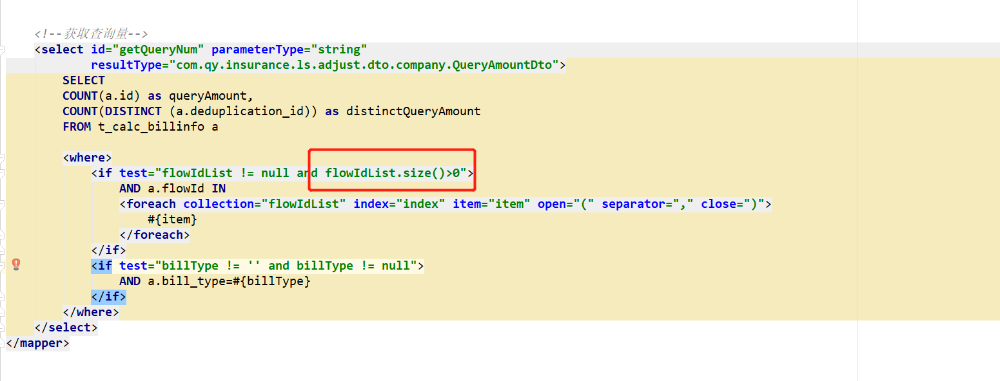 <!--获取查询量-->
<select id="getQueryNum" parameterType="string"
resultType="com.qy.insurance.ls.adjust.dto.company.QueryAmountDto">
SELECT
COUNT(a.id) as queryAmount,
COUNT(DISTINCT (a.deduplication_id)) as distinctQueryAmount
FROM t_calc_billinfo a
<where>
<if test="flowIdList != null and flowIdList.size()>0">
AND a.flowId IN
<foreach collection="flowIdList" index="index" item="item" open="(" separator="," close=")">
#{item}
</foreach>
</if>
<if test="billType != '' and billType != null">
AND a.bill_type=#{billType}
</if>
</where>
</select>
</mapper>